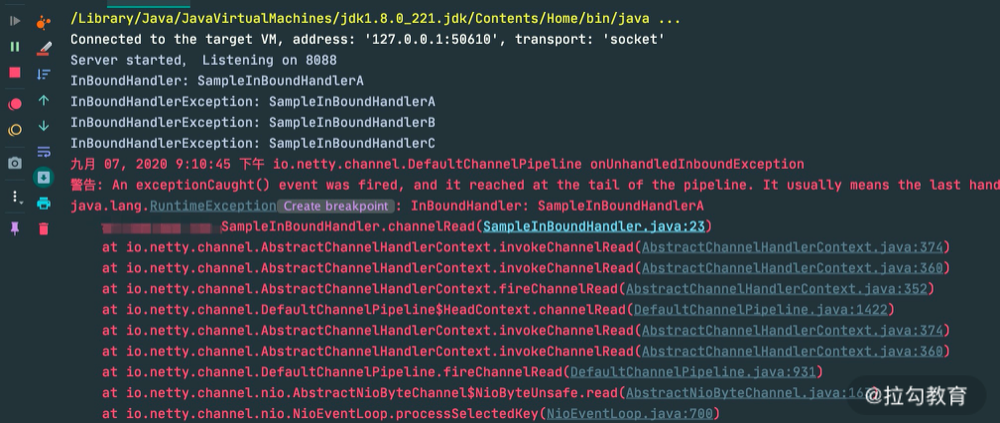 /Library/Java/JavaVirtualMachines/jdk1.8.0_221.jdk/Contents/Home/bin/java ...
Connected to the target VM, address: '127.0.0.1:50610', transport: 'socket'
Server started, Listening on 8088
InBoundHandler: SampleInBoundHandlerA
InBoundHandlerException: SampleInBoundHandlerA
InBoundHandlerException: SampleInBoundHandlerB
InBoundHandlerException: SampleInBoundHandlerC
九月 07, 2020 9:10:45 下午 io.netty.channel.DefaultChannelPipeline onUnhandledInboundException
警告: An exceptionCaught() event was fired, and it reached at the tail of the pipeline. It usually means the last hand
java.lang.RuntimeException Create breakpoint : InBoundHandler: SampleInBoundHandlerA
SampleInBoundHandler.channelRead(SampleInBoundHandler.java:23)
at io.netty.channel.AbstractChannelHandlerContext.invokeChannelRead(AbstractChannelHandlerContext.java:374)
at io.netty.channel.AbstractChannelHandlerContext.invokeChannelRead(AbstractChannelHandlerContext.java:360)
at io.netty.channel.AbstractChannelHandlerContext.fireChannelRead(AbstractChannelHandlerContext.java:352)
at io.netty.channel.DefaultChannelPipeline$HeadContext.channelRead(DefaultChannelPipeline.java:1422)
at io.netty.channel.AbstractChannelHandlerContext.invokeChannelRead(AbstractChannelHandlerContext.java:374)
at io.netty.channel.AbstractChannelHandlerContext.invokeChannelRead(AbstractChannelHandlerContext.java:360)
at io.netty.channel.DefaultChannelPipeline.fireChannelRead(DefaultChannelPipeline.java:931)
at io.netty.channel.nio.AbstractNioByteChannel$NioByteUnsafe.read(AbstractNioByteChannel.java:16
at io.netty.channel.nio.NioEventLoop.processSelectedKey(NioEventLoop.java:700)
@拉勾教育